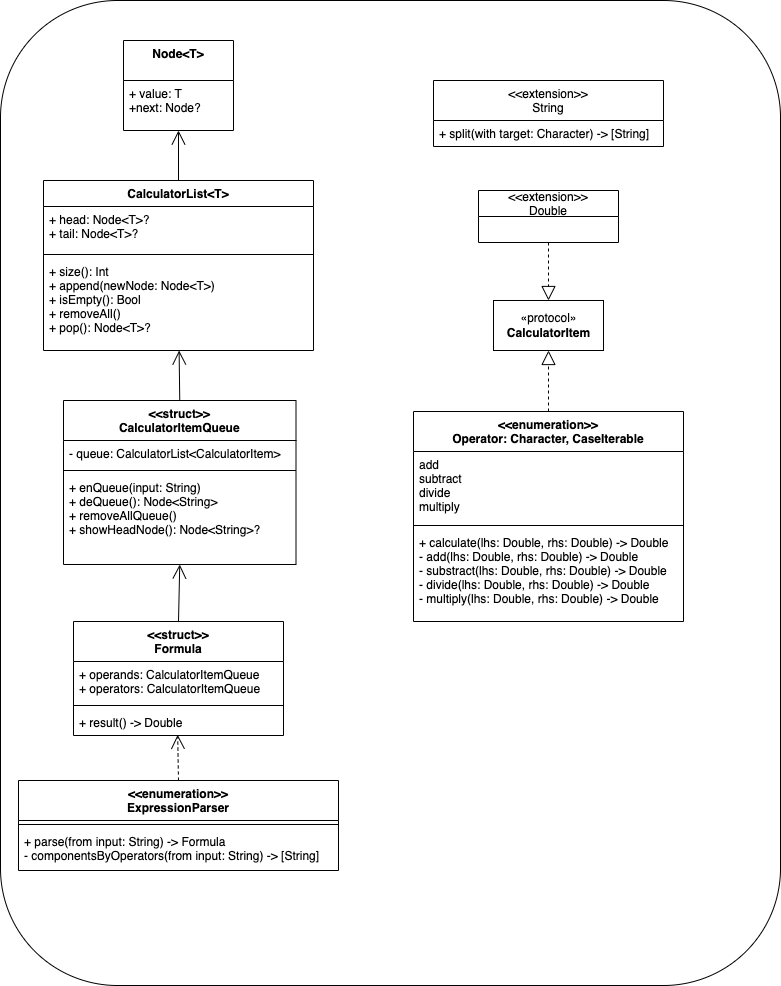 Node<T>
+ value: T
+next: Node?
CalculatorList<T>
+ head: Node<T>?
+ tail: Node<T>?
+ size(): Int
+ append(newNode: Node<T>)
+ isEmpty(): Bool
+ removeAll()
+ pop(): Node<T>?
<<struct>>
CalculatorItemQueue
- queue: CalculatorList<CalculatorItem>
+ enQueue(input: String)
+ deQueue(): Node<String>
+ removeAllQueue()
+ showHeadNode(): Node<String>?
<<struct>>
Formula
+ operands: CalculatorItemQueue
+ operators: CalculatorItemQueue
+ result() -> Double
<<enumeration>>
ExpressionParser
+ parse(from input: String) -> Formula
- componentsByOperators(from input: String) -> [String]
<<extension>>
String
+ split(with target: Character) -> [String]
<<extension>>
Double
«protocol»
CalculatorItem
<<enumeration>>
Operator: Character, CaseIterable
add
subtract
divide
multiply
+ calculate(lhs: Double, rhs: Double) -> Double
- add(lhs: Double, rhs: Double) -> Double
- substract(lhs: Double, rhs: Double) -> Double
- divide(lhs: Double, rhs: Double) -> Double
- multiply(lhs: Double, rhs: Double) -> Double